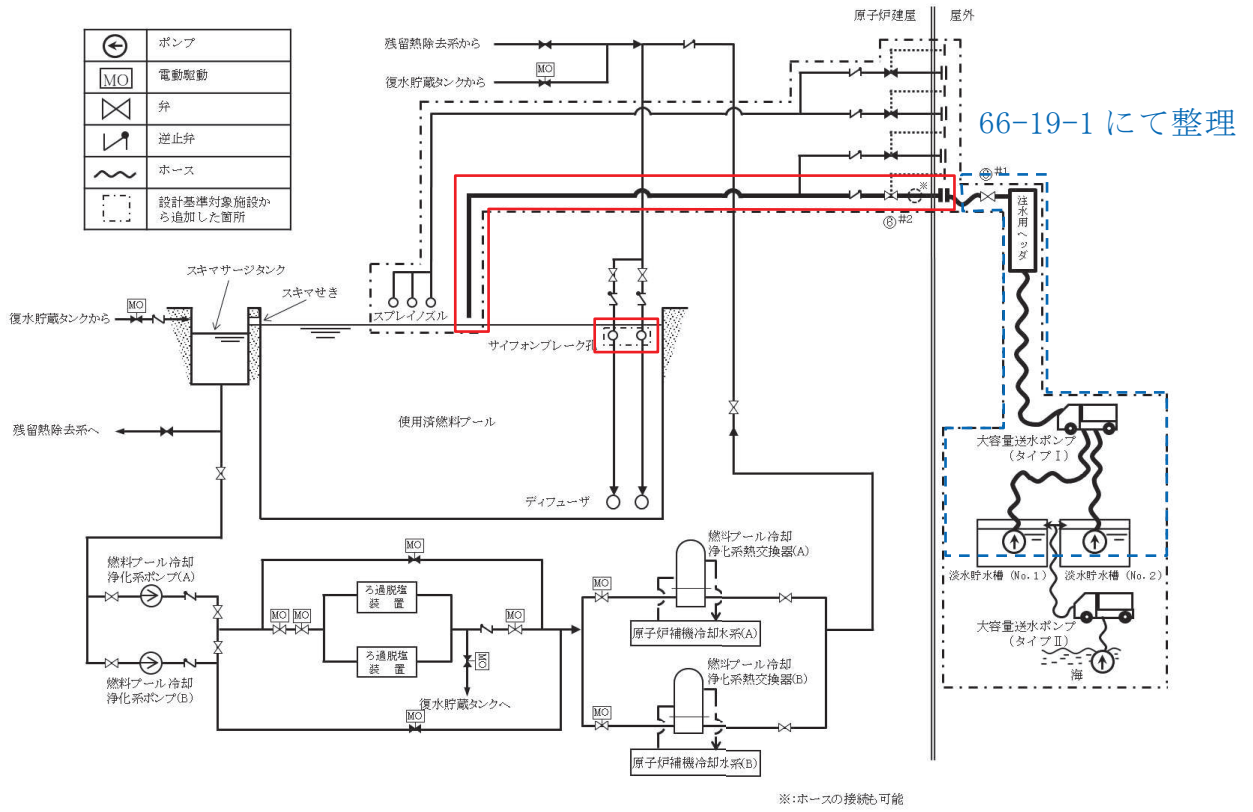 原子炉建屋
屋外
ポンプ
MO
電動駆動
弁
逆止弁
ホース
設計基準対象施設か
ら追加した箇所
残留熱除去系から
復水貯蔵タンクから
MO
66-19-1 にて整理
※
#1
Ⓑ#2
注水用ヘッダ
スキマサージタンク
スキマせき
MO
復水貯蔵タンクから
スプレイノズル
サイフォンブレーク孔
使用済燃料プール
残留熱除去系へ
ディフューザ
大容量送水ポンプ
(タイプⅠ)
淡水貯水槽 (No.1)
淡水貯水槽 (No.2)
大容量送水ポンプ
(タイプⅡ)
海
燃料プール冷却
浄化系ポンプ(A)
燃料プール冷却
浄化系ポンプ(B)
MO
MO
MO
ろ過脱塩
装 置
ろ過脱塩
装 置
MO
MO
復水貯蔵タンクへ
MO
燃料プール冷却
浄化系熱交換器(A)
MO
原子炉補機冷却水系(A)
燃料プール冷却
浄化系熱交換器(B)
MO
原子炉補機冷却水系(B)
※:ホースの接続も可能